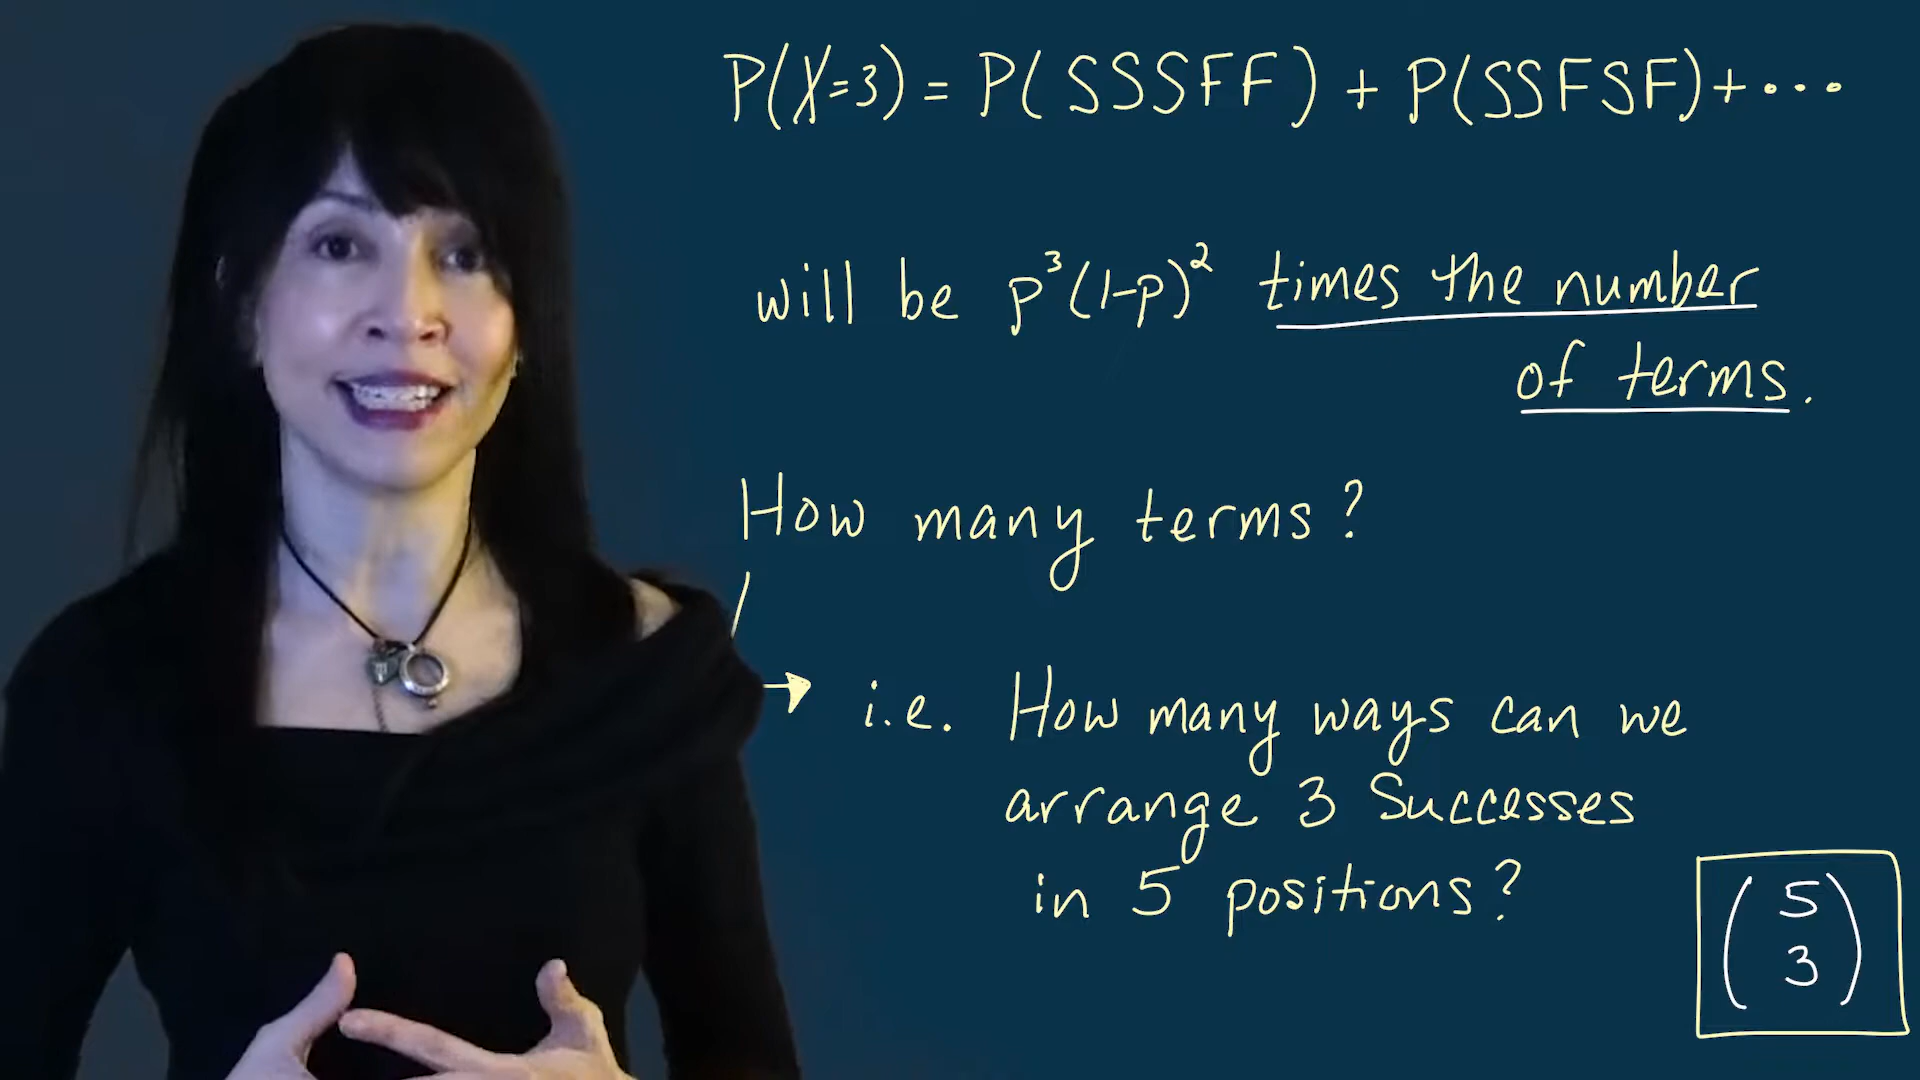 P(X=3) = P(SSSFF) + P(SSFSF) + ...
will be p³(1-p)² times the number
of terms.
How many terms?
i.e. How many ways can we
arrange 3 Successes
in 5 positions?
(5
3)